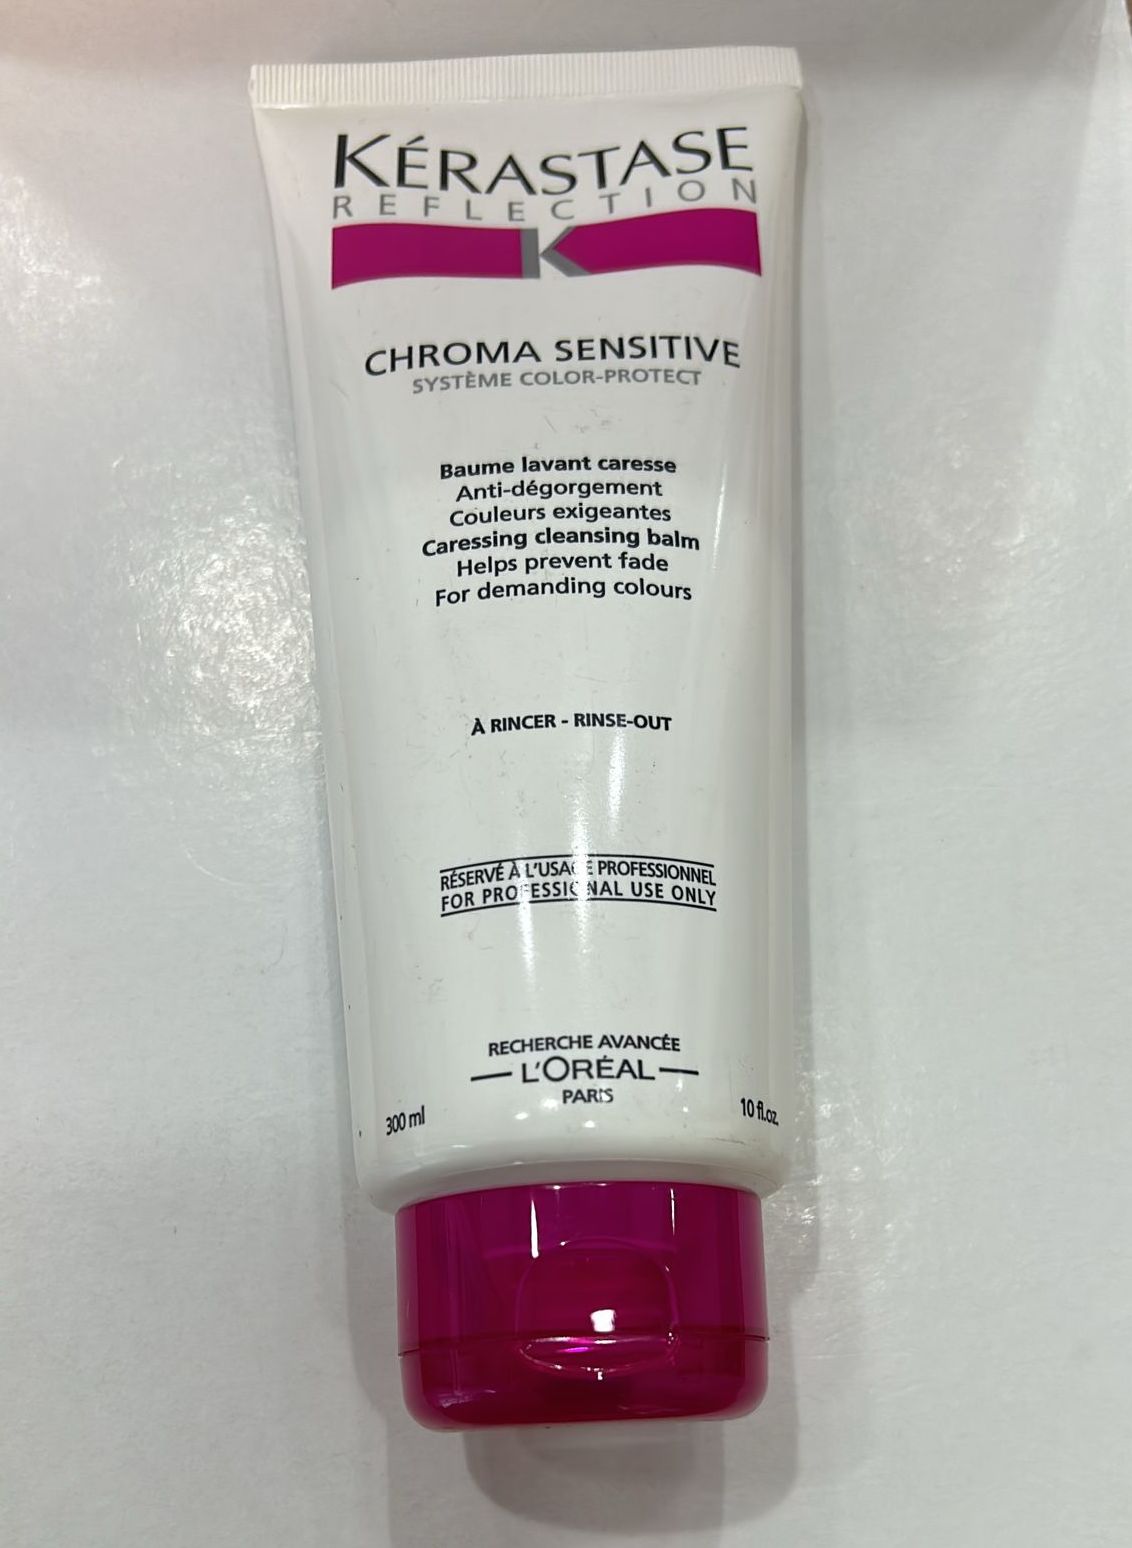 KÉRASTASE
REFLECTION
CHROMA SENSITIVE
SYSTÈME COLOR-PROTECT
Baume lavant caresse
Anti-dégorgement
Couleurs exigeantes
Caressing cleansing balm
Helps prevent fade
For demanding colours
À RINCER - RINSE-OUT
RÉSERVÉ À L'USAGE PROFESSIONNEL
FOR PROFESSIONAL USE ONLY
RECHERCHE AVANCÉE
L'ORÉAL
PARIS
300 ml 10 fl.oz.